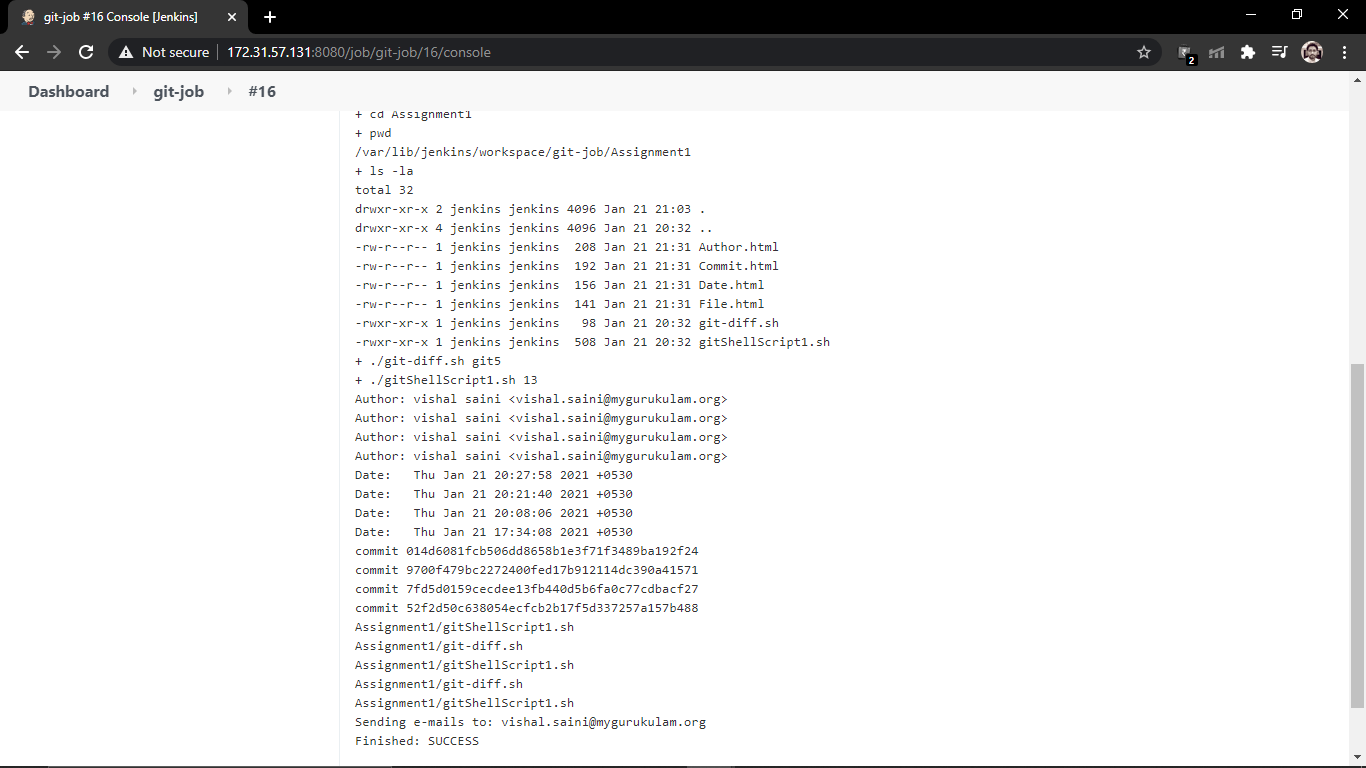 git-job #16 Console [Jenkins]
Not secure 172.31.57.131:8080/job/git-job/16/console
2
Dashboard git-job #16
+ cd Assignment1
+ pwd
/var/lib/jenkins/workspace/git-job/Assignment1
+ ls -la
total 32
drwxr-xr-x 2 jenkins jenkins 4096 Jan 21 21:03 .
drwxr-xr-x 4 jenkins jenkins 4096 Jan 21 20:32 ..
-rw-r--r-- 1 jenkins jenkins  208 Jan 21 21:31 Author.html
-rw-r--r-- 1 jenkins jenkins  192 Jan 21 21:31 Commit.html
-rw-r--r-- 1 jenkins jenkins  156 Jan 21 21:31 Date.html
-rw-r--r-- 1 jenkins jenkins  141 Jan 21 21:31 File.html
-rwxr-xr-x 1 jenkins jenkins   98 Jan 21 20:32 git-diff.sh
-rwxr-xr-x 1 jenkins jenkins  508 Jan 21 20:32 gitShellScript1.sh
+ ./git-diff.sh git5
+ ./gitShellScript1.sh 13
Author: vishal saini <vishal.saini@mygurukulam.org>
Author: vishal saini <vishal.saini@mygurukulam.org>
Author: vishal saini <vishal.saini@mygurukulam.org>
Author: vishal saini <vishal.saini@mygurukulam.org>
Date:   Thu Jan 21 20:27:58 2021 +0530
Date:   Thu Jan 21 20:21:40 2021 +0530
Date:   Thu Jan 21 20:08:06 2021 +0530
Date:   Thu Jan 21 17:34:08 2021 +0530
commit 014d6081fcb506dd8658b1e3f71f3489ba192f24
commit 9700f479bc2272400fed17b912114dc390a41571
commit 7fd5d0159cecdee13fb440d5b6fa0c77cdbacf27
commit 52f2d50c638054ecfcb2b17f5d337257a157b488
Assignment1/gitShellScript1.sh
Assignment1/git-diff.sh
Assignment1/gitShellScript1.sh
Assignment1/git-diff.sh
Assignment1/gitShellScript1.sh
Sending e-mails to: vishal.saini@mygurukulam.org
Finished: SUCCESS